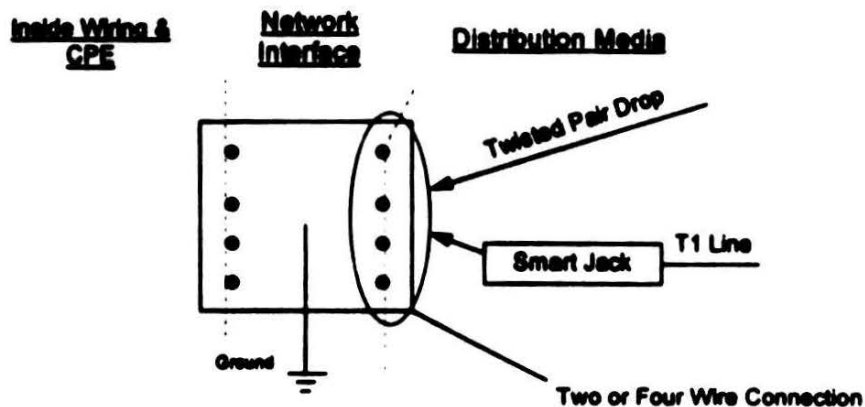 Inside Wiring &
CPE
Network
Interface
Distribution Media
Twisted Pair Drop
T1 Line
Smart Jack
Ground
Two or Four Wire Connection